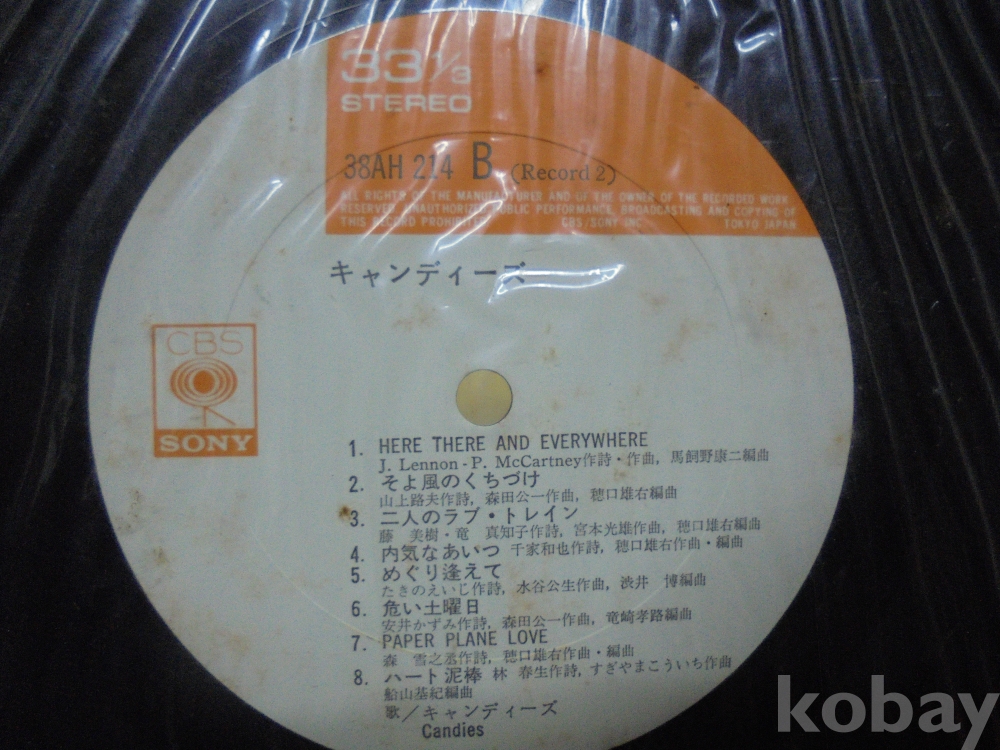 33 1/3
STEREO
38AH 214 B (Record 2)
ALL RIGHTS OF THE MANUFACTURER AND OF THE OWNER OF THE RECORDED WORK
RESERVED. UNAUTHORIZED PUBLIC PERFORMANCE, BROADCASTING AND COPYING OF
THIS RECORD PROHIBITED. CBS/SONY INC. TOKYO JAPAN
キャンディーズ
CBS
SONY
1. HERE THERE AND EVERYWHERE
J. Lennon - P. McCartney作詩・作曲, 馬飼野康二編曲
2. そよ風のくちづけ
山上路夫作詩, 森田公一作曲, 穂口雄右編曲
3. 二人のラブ・トレイン
藤 美樹・竜 真知子作詩, 宮本光雄作曲, 穂口雄右編曲
4. 内気なあいつ 千家和也作詩, 穂口雄右作曲・編曲
5. めぐり逢えて
たきのえいじ作詩, 水谷公生作曲, 渋井 博編曲
6. 危い土曜日
安井かずみ作詩, 森田公一作曲, 竜崎孝路編曲
7. PAPER PLANE LOVE
森 雪之丞作詩, 穂口雄右作曲・編曲
8. ハート泥棒 林 春生作詩, すぎやまこういち作曲
船山基紀編曲
歌／キャンディーズ
Candies
kobay